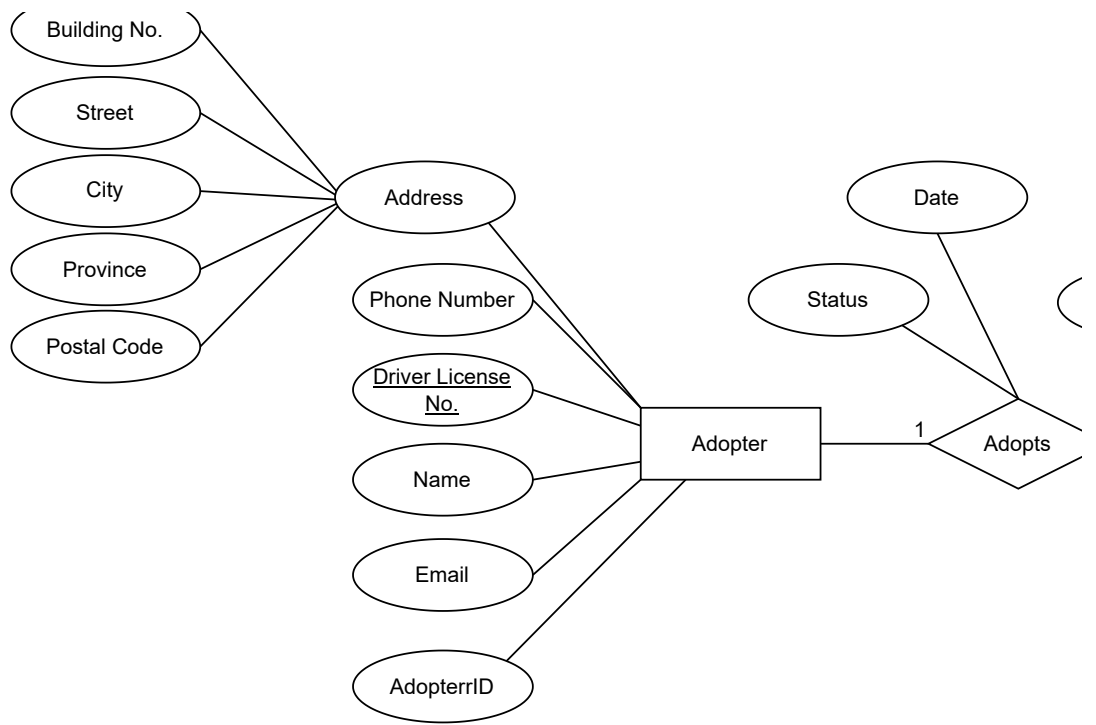 Building No.
Street
City
Province
Postal Code
Address
Phone Number
Driver License
No.
Name
Email
AdopterrID
Adopter
1
Adopts
Status
Date